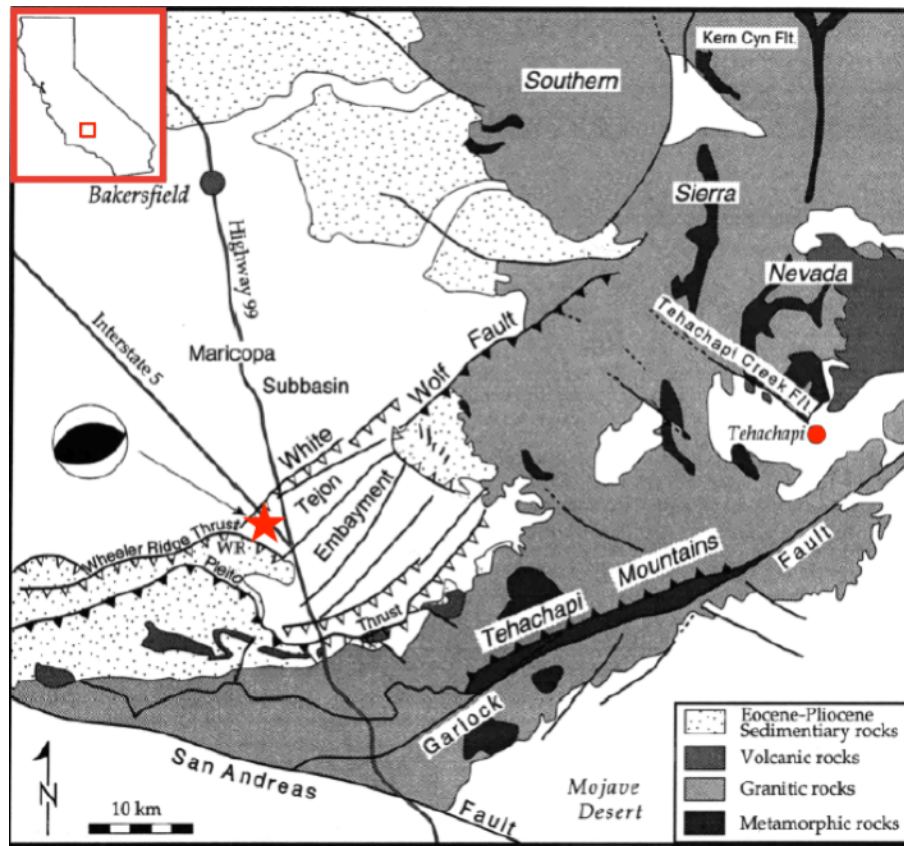 Kern Cyn Flt.
Southern
Bakersfield
Sierra
Highway 99
Nevada
Interstate 5
Maricopa
Subbasin
Tehachapi Creek Flt.
White Wolf Fault
Tehachapi
Tejon
Embayment
Wheeler Ridge Thrust
WR
Pleito
Thrust
Tehachapi Mountains
Garlock Fault
San Andreas Fault
Mojave
Desert
N
10 km
Eocene-Pliocene
Sedimentary rocks
Volcanic rocks
Granitic rocks
Metamorphic rocks